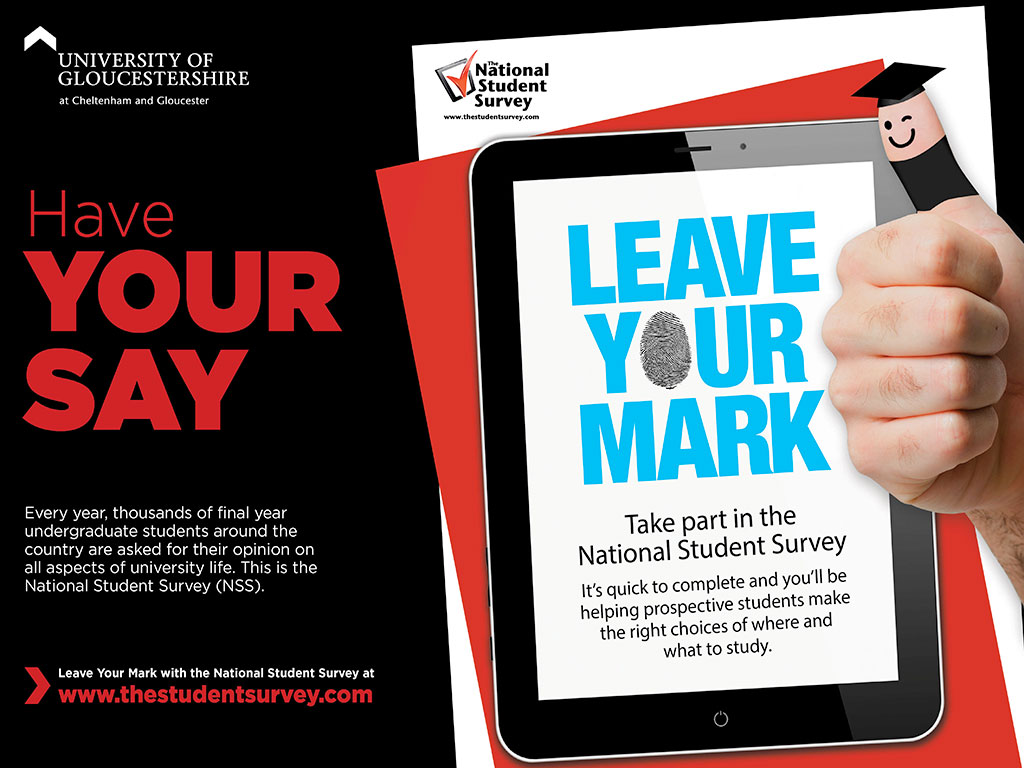 UNIVERSITY OF
GLOUCESTERSHIRE
at Cheltenham and Gloucester
Have
YOUR
SAY
Every year, thousands of final year
undergraduate students around the
country are asked for their opinion on
all aspects of university life. This is the
National Student Survey (NSS).
Leave Your Mark with the National Student Survey at
www.thestudentsurvey.com
The
National
Student
Survey
www.thestudentsurvey.com
LEAVE
YOUR
MARK
Take part in the
National Student Survey
It's quick to complete and you'll be
helping prospective students make
the right choices of where and
what to study.